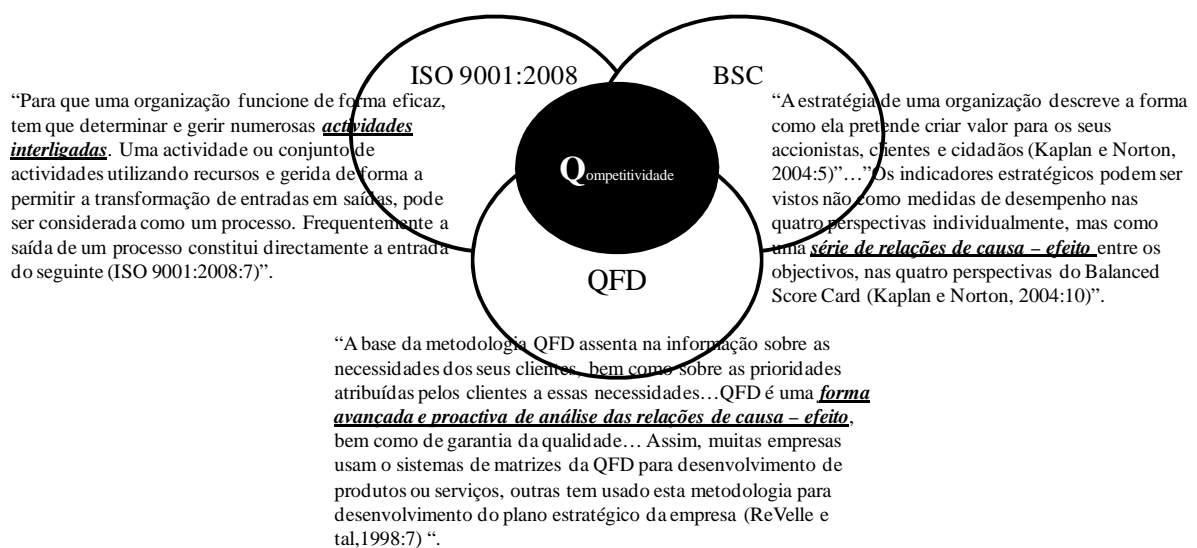 ISO 9001:2008
BSC
“Para que uma organização funcione de forma eficaz,
tem que determinar e gerir numerosas actividades
interligadas. Uma actividade ou conjunto de
actividades utilizando recursos e gerida de forma a
permitir a transformação de entradas em saídas, pode
ser considerada como um processo. Frequentemente a
saída de um processo constitui directamente a entrada
do seguinte (ISO 9001:2008:7)”.
Qompetitividade
“A estratégia de uma organização descreve a forma
como ela pretende criar valor para os seus
accionistas, clientes e cidadãos (Kaplan e Norton,
2004:5)”…“Os indicadores estratégicos podem ser
vistos não como medidas de desempenho nas
quatro perspectivas individualmente, mas como
uma série de relações de causa – efeito entre os
objectivos, nas quatro perspectivas do Balanced
Score Card (Kaplan e Norton, 2004:10)”.
QFD
“A base da metodologia QFD assenta na informação sobre as
necessidades dos seus clientes, bem como sobre as prioridades
atribuídas pelos clientes a essas necessidades…QFD é uma forma
avançada e proactiva de análise das relações de causa – efeito,
bem como de garantia da qualidade… Assim, muitas empresas
usam o sistemas de matrizes da QFD para desenvolvimento de
produtos ou serviços, outras tem usado esta metodologia para
desenvolvimento do plano estratégico da empresa (ReVelle e
tal,1998:7) “.